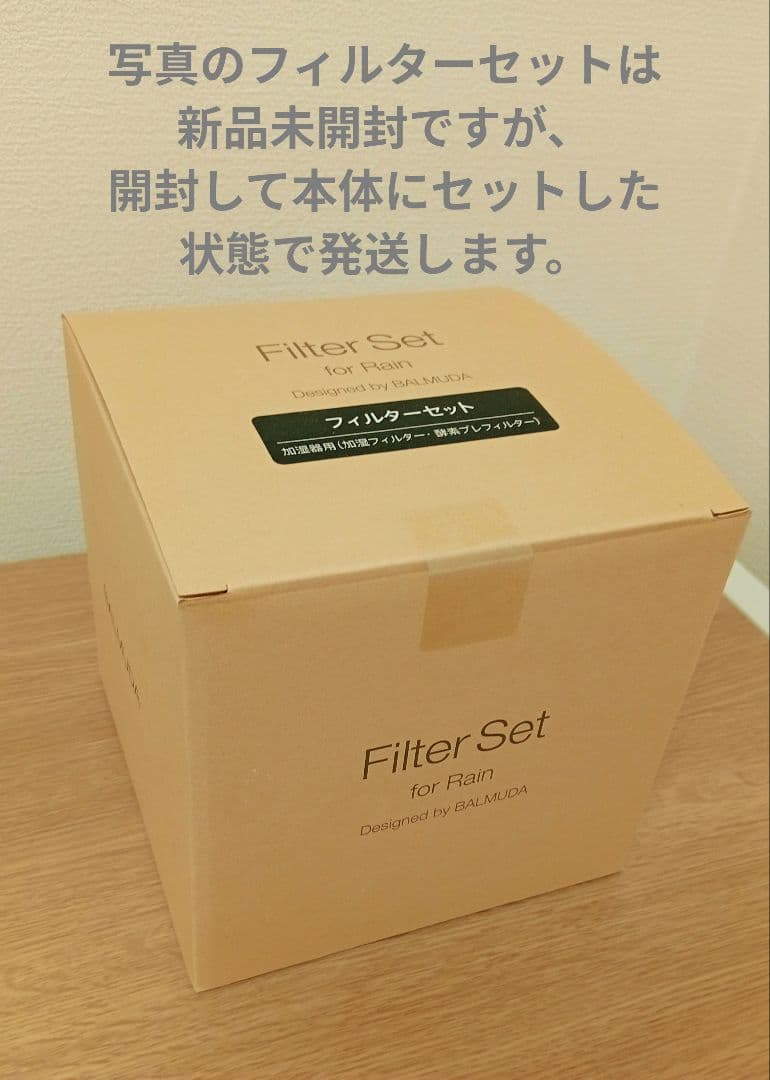 写真のフィルターセットは
新品未開封ですが、
開封して本体にセットした
状態で発送します。
Filter Set
for Rain
Designed by BALMUDA
フィルターセット
加湿器用(加湿フィルター・酵素プレフィルター)
BALMUDA
Filter Set
for Rain
Designed by BALMUDA